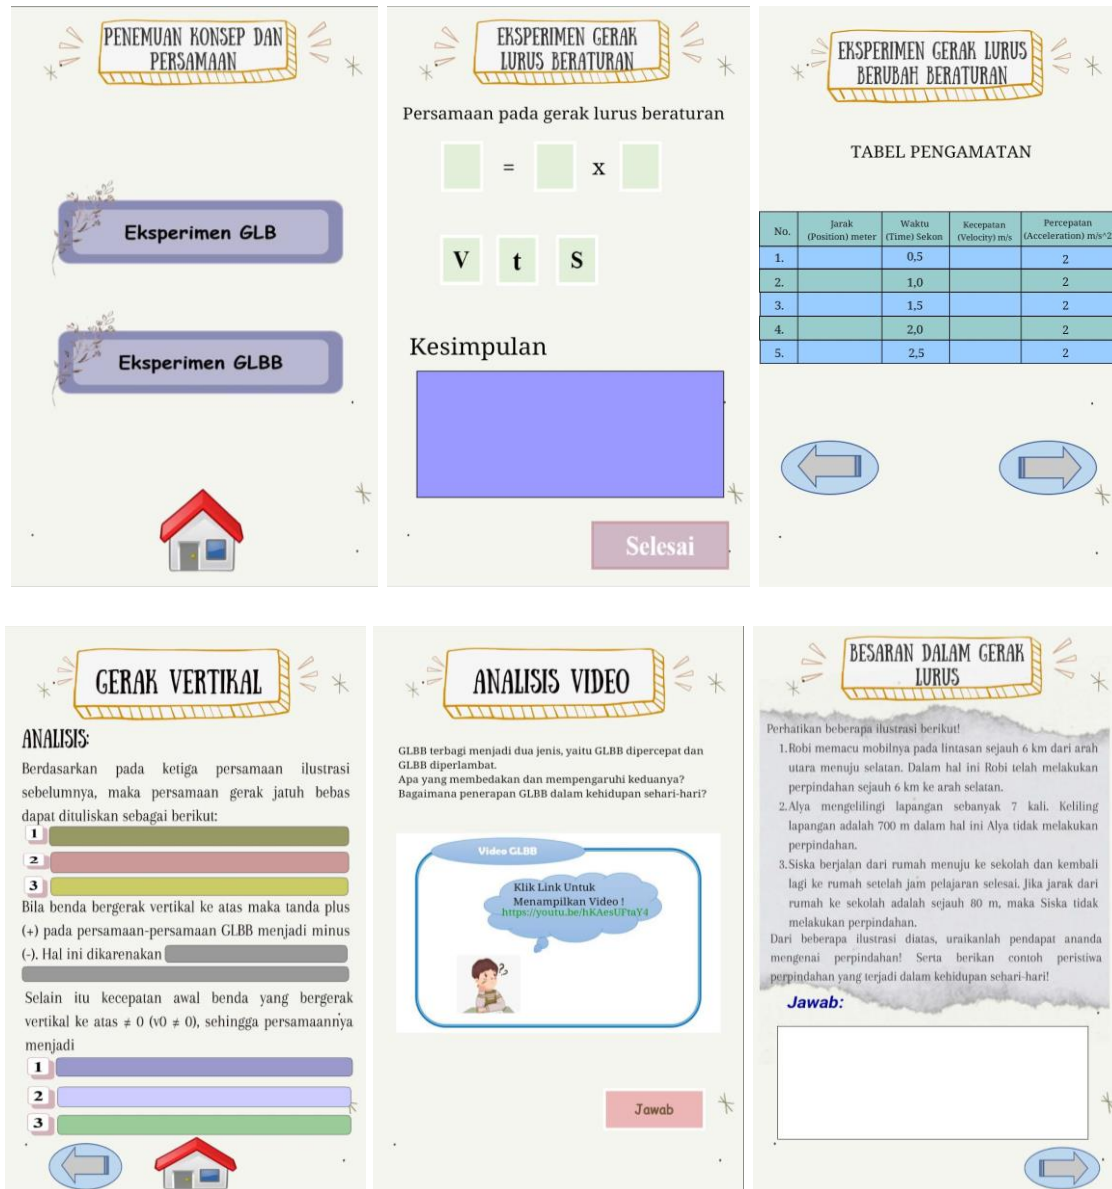 PENEMUAN KONSEP DAN
PERSAMAAN
Eksperimen GLB
Eksperimen GLBB
EKSPERIMEN GERAK
LURUS BERATURAN
Persamaan pada gerak lurus beraturan
= x
V t S
Kesimpulan
Selesai
EKSPERIMEN GERAK LURUS
BERUBAH BERATURAN
TABEL PENGAMATAN
No. Jarak (Position) meter Waktu (Time) Sekon Kecepatan (Velocity) m/s Percepatan (Acceleration) m/s^2
1. 0,5 2
2. 1,0 2
3. 1,5 2
4. 2,0 2
5. 2,5 2
GERAK VERTIKAL
ANALISIS:
Berdasarkan pada ketiga persamaan ilustrasi
sebelumnya, maka persamaan gerak jatuh bebas
dapat dituliskan sebagai berikut:
1
2
3
Bila benda bergerak vertikal ke atas maka tanda plus
(+) pada persamaan-persamaan GLBB menjadi minus
(-). Hal ini dikarenakan
Selain itu kecepatan awal benda yang bergerak
vertikal ke atas ≠ 0 (v0 ≠ 0), sehingga persamaannya
menjadi
1
2
3
ANALISIS VIDEO
GLBB terbagi menjadi dua jenis, yaitu GLBB dipercepat dan
GLBB diperlambat.
Apa yang membedakan dan mempengaruhi keduanya?
Bagaimana penerapan GLBB dalam kehidupan sehari-hari?
Video GLBB
Klik Link Untuk
Menampilkan Video !
https://youtu.be/hKAesUFtaY4
Jawab
BESARAN DALAM GERAK
LURUS
Perhatikan beberapa ilustrasi berikut!
1.Robi memacu mobilnya pada lintasan sejauh 6 km dari arah
utara menuju selatan. Dalam hal ini Robi telah melakukan
perpindahan sejauh 6 km ke arah selatan.
2.Alya mengelilingi lapangan sebanyak 7 kali. Keliling
lapangan adalah 700 m dalam hal ini Alya tidak melakukan
perpindahan.
3.Siska berjalan dari rumah menuju ke sekolah dan kembali
lagi ke rumah setelah jam pelajaran selesai. Jika jarak dari
rumah ke sekolah adalah sejauh 80 m, maka Siska tidak
melakukan perpindahan.
Dari beberapa ilustrasi diatas, uraikanlah pendapat ananda
mengenai perpindahan! Serta berikan contoh peristiwa
perpindahan yang terjadi dalam kehidupan sehari-hari!
Jawab: